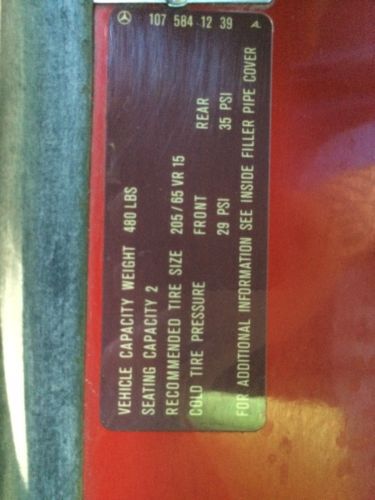 107 584 12 39
VEHICLE CAPACITY WEIGHT 480 LBS
SEATING CAPACITY 2
RECOMMENDED TIRE SIZE 205/65 VR 15
COLD TIRE PRESSURE FRONT REAR
29 PSI 35 PSI
FOR ADDITIONAL INFORMATION SEE INSIDE FILLER PIPE COVER